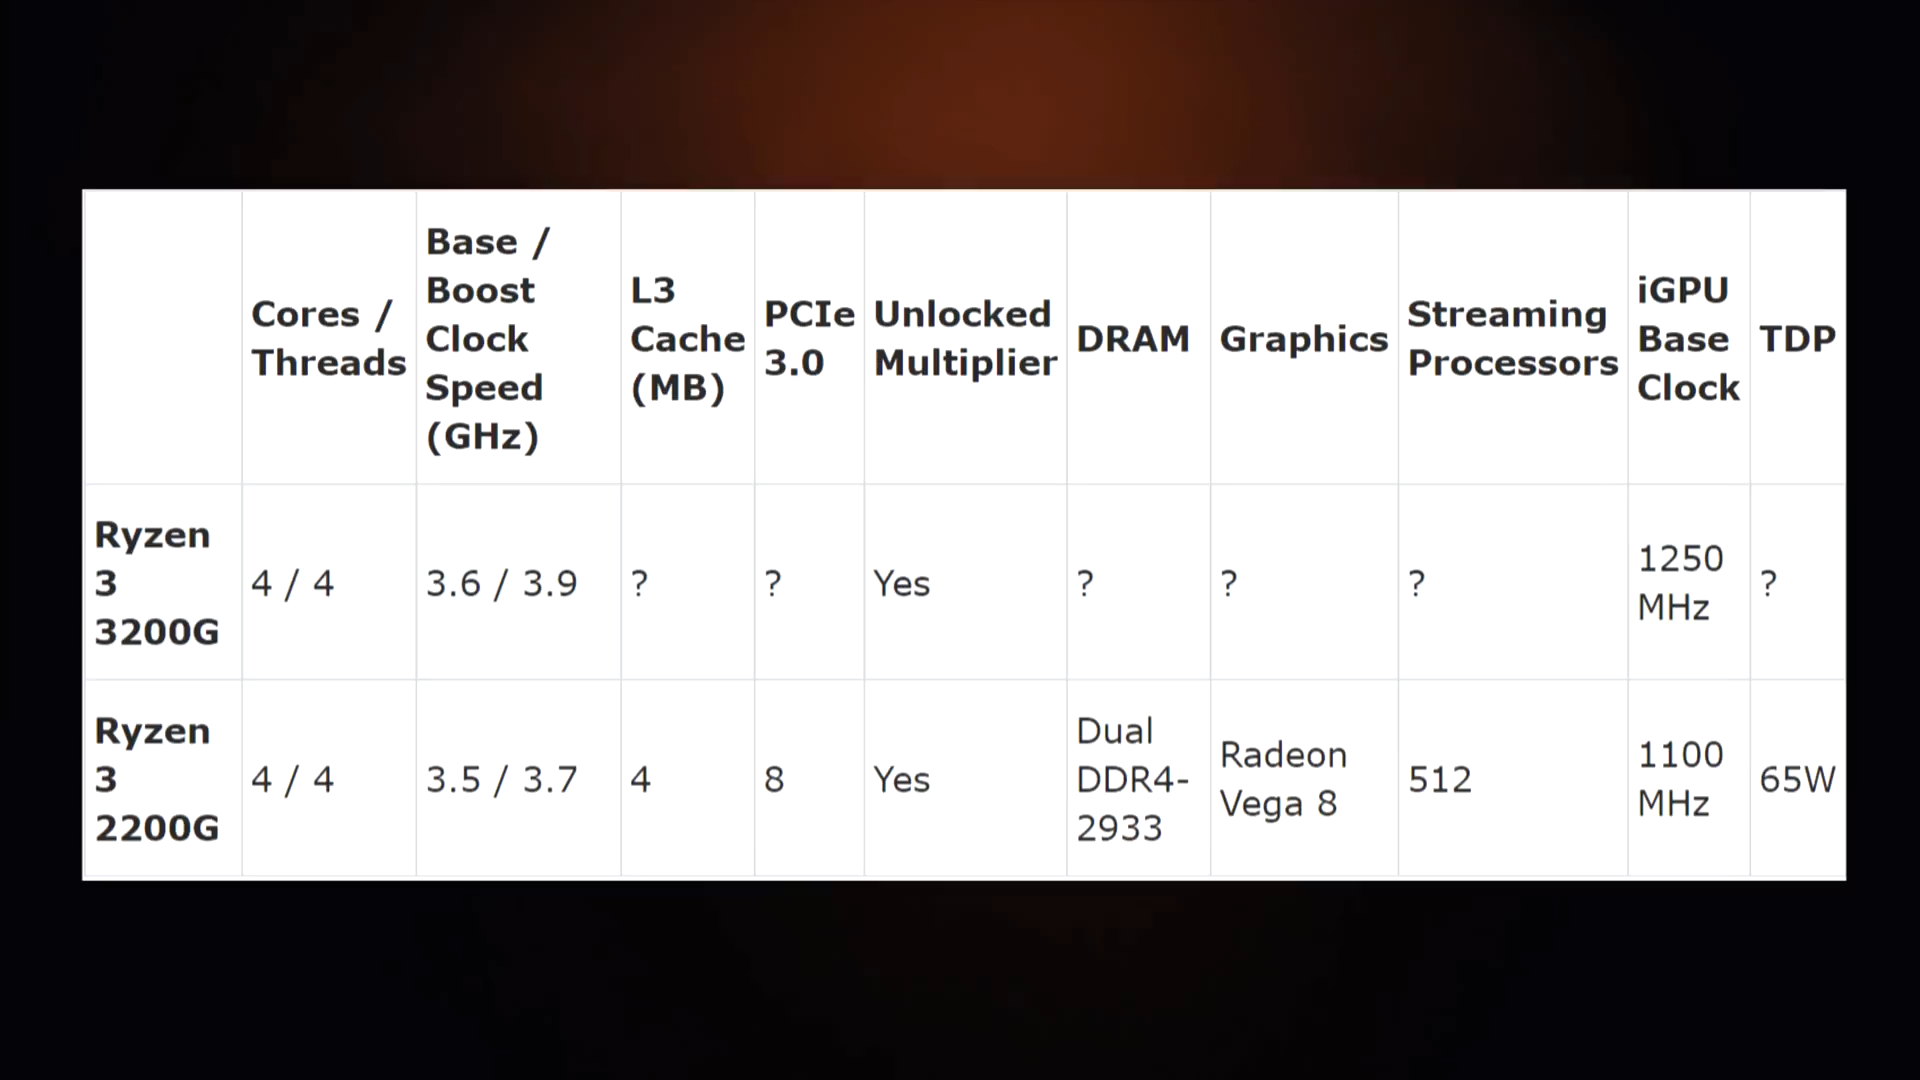 Cores /
Threads
Base /
Boost
Clock
Speed
(GHz)
L3
Cache
(MB)
PCIe
3.0
Unlocked
Multiplier
DRAM
Graphics
Streaming
Processors
iGPU
Base
Clock
TDP
Ryzen
3
3200G
4 / 4
3.6 / 3.9
?
?
Yes
?
?
?
1250
MHz
?
Ryzen
3
2200G
4 / 4
3.5 / 3.7
4
8
Yes
Dual
DDR4-
2933
Radeon
Vega 8
512
1100
MHz
65W